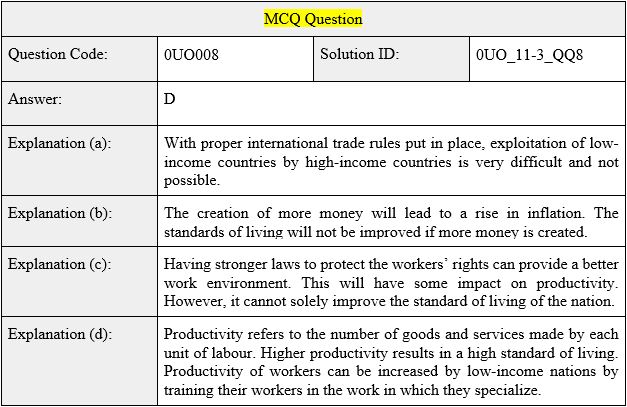 MCQ Question
Question Code: 0UO008 Solution ID: 0UO_11-3_QQ8
Answer: D
Explanation (a): With proper international trade rules put in place, exploitation of low-
income countries by high-income countries is very difficult and not
possible.
Explanation (b): The creation of more money will lead to a rise in inflation. The
standards of living will not be improved if more money is created.
Explanation (c): Having stronger laws to protect the workers’ rights can provide a better
work environment. This will have some impact on productivity.
However, it cannot solely improve the standard of living of the nation.
Explanation (d): Productivity refers to the number of goods and services made by each
unit of labour. Higher productivity results in a high standard of living.
Productivity of workers can be increased by low-income nations by
training their workers in the work in which they specialize.